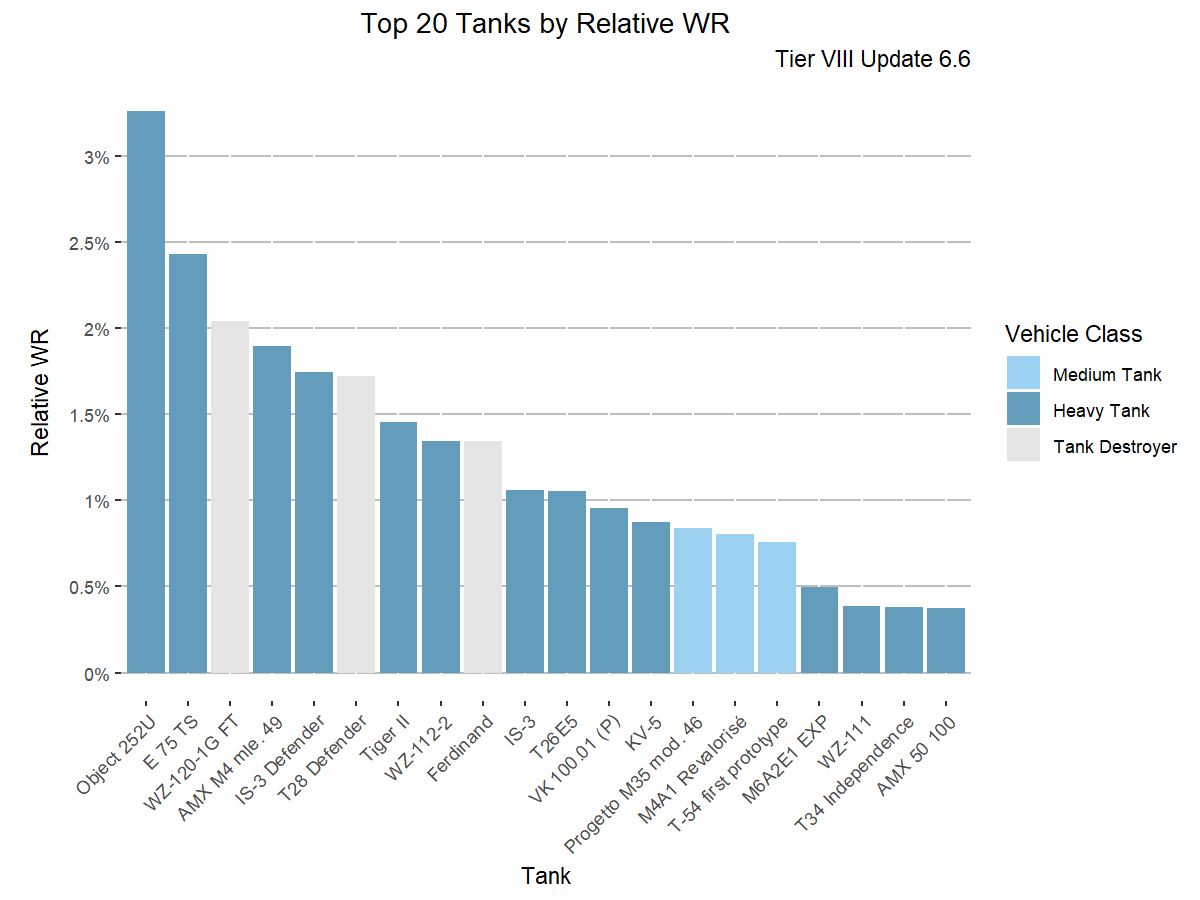 Top 20 Tanks by Relative WR
Tier VIII Update 6.6
3%
2.5%
2%
1.5%
1%
0.5%
0%
Relative WR
Object 252U
E 75 TS
WZ-120-1G FT
AMX M4 mle. 49
IS-3 Defender
T28 Defender
Tiger II
WZ-112-2
Ferdinand
IS-3
T26E5
VK 100.01 (P)
KV-5
Progetto M35 mod. 46
M4A1 Revalorisé
T-54 first prototype
M6A2E1 EXP
WZ-111
T34 Independence
AMX 50 100
Tank
Vehicle Class
Medium Tank
Heavy Tank
Tank Destroyer